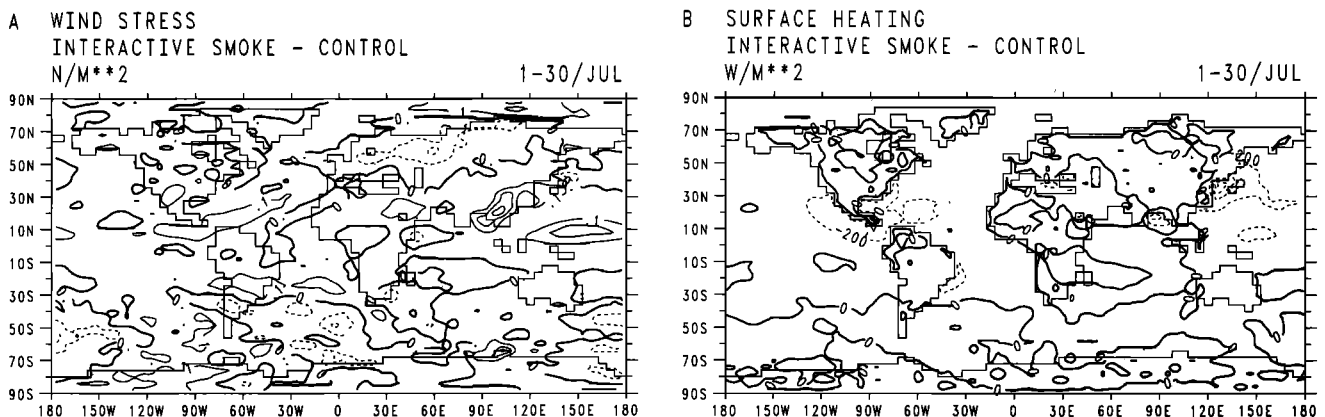 A WIND STRESS
INTERACTIVE SMOKE - CONTROL
N/M**2 1-30/JUL
90N
70N
50N
30N
10N
10S
30S
50S
70S
90S
180 150W 120W 90W 60W 30W 0 30E 60E 90E 120E 150E 180
B SURFACE HEATING
INTERACTIVE SMOKE - CONTROL
W/M**2 1-30/JUL
90N
70N
50N
30N
10N
10S
30S
50S
70S
90S
200
200
180 150W 120W 90W 60W 30W 0 30E 60E 90E 120E 150E 180